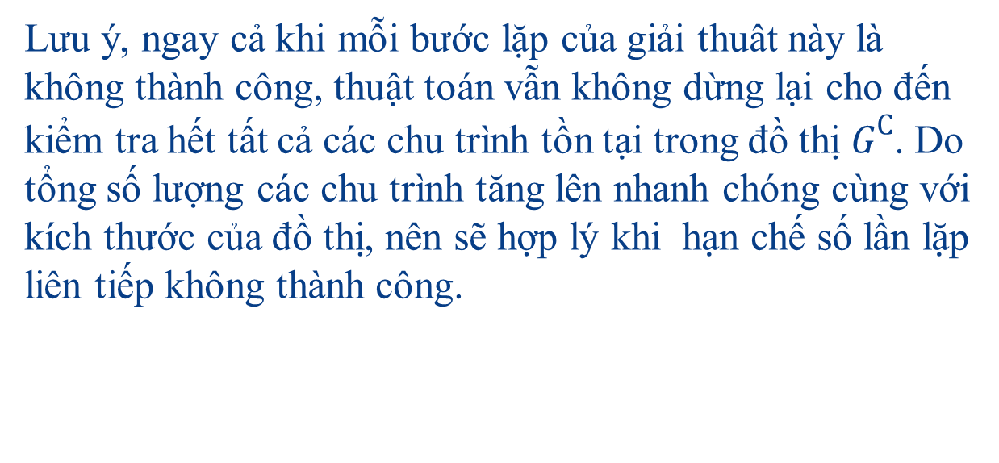 Lưu ý, ngay cả khi mỗi bước lặp của giải thuât này là
không thành công, thuật toán vẫn không dừng lại cho đến
kiểm tra hết tất cả các chu trình tồn tại trong đồ thị 𝐺ᶜ. Do
tổng số lượng các chu trình tăng lên nhanh chóng cùng với
kích thước của đồ thị, nên sẽ hợp lý khi  hạn chế số lần lặp
liên tiếp không thành công.